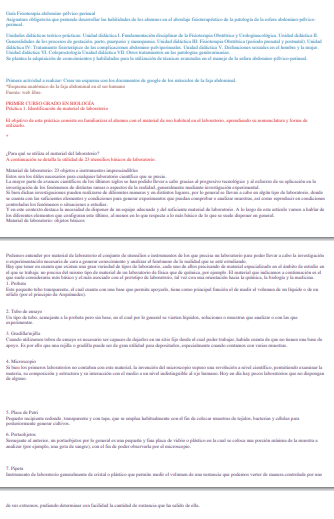 Guía Fisioterapia abdomino-pélvico-perineal
Asignatura obligatoria que pretende desarrollar las habilidades de los alumnos en el abordaje fisioterapéutico de la patología de la esfera abdomino-pélvico-
perineal.
Unidades didácticas teórico-prácticas: Unidad didáctica I. Fundamentación disciplinar de la Fisioterapia Obstétrica y Uroginecológica. Unidad didáctica II.
Generalidades de los procesos de gestación, parto, puerperio y menopausia. Unidad didáctica III. Fisioterapia Obstétrica (periodo prenatal y postnatal). Unidad
didáctica IV. Tratamiento fisioterápico de las complicaciones abdomino-pelviperineales. Unidad didáctica V. Disfunciones sexuales en el hombre y la mujer.
Unidad didáctica VI. Coloproctología Unidad didáctica VII. Otros tratamientos en las patologías ginecomamarias.
Se plantea la adquisición de conocimientos y habilidades para la utilización de técnicas manuales en el manejo de la esfera abdomino-pélvico-perineal.
Primera actividad a realizar: Crear un esquema con los documentos de google de los músculos de la faja abdominal.
"Esquema anatómico de la faja abdominal en el ser humano
Fuente: Web
PRIMER CURSO GRADO EN BIOLOGÍA
Práctica 1: Identificación de material de laboratorio
El objetivo de esta práctica consiste en familiarizar al alumno con el material de uso habitual en el laboratorio, aprendiendo su nomenclatura y forma de
utilizarlo.
¿Para qué se utiliza el material de laboratorio?
A continuación se detalla la utilidad de 23 utensilios básicos de laboratorio.
Material de laboratorio: 23 objetos e instrumentos imprescindibles
Estos son los útiles necesarios para cualquier laboratorio científico que se precie.
La mayor parte de avances científicos de los últimos siglos se han podido llevar a cabo gracias al progreso tecnológico y al esfuerzo de su aplicación en la
investigación de los fenómenos de distintas ramas o aspectos de la realidad, generalmente mediante investigación experimental.
Si bien dichas investigaciones pueden realizarse de diferentes maneras y en distintos lugares, por lo general se llevan a cabo en algún tipo de laboratorio, donde
se cuenta con las suficientes elementos y condiciones para generar experimentos que puedan comprobar o analizar muestras, así como reproducir en condiciones
controladas los fenómenos o situaciones a estudiar.
Y en este contexto destaca la necesidad de disponer de un equipo adecuado y del suficiente material de laboratorio. A lo largo de este artículo vamos a hablar de
los diferentes elementos que configuran este último, al menos en lo que respecta a lo más básico de lo que se suele disponer en general.
Material de laboratorio: objetos básicos
Podemos entender por material de laboratorio el conjunto de utensilios e instrumentos de los que precisa un laboratorio para poder llevar a cabo la investigación
o experimentación necesaria de cara a generar conocimiento y analizar el fenómeno de la realidad que se esté estudiando.
Hay que tener en cuenta que existen una gran variedad de tipos de laboratorio, cada uno de ellos precisando de material especializado en el ámbito de estudio en
el que se trabaje: no precisa del mismo tipo de material un laboratorio de física que de química, por ejemplo. El material que indicamos a continuación es el
que suele considerarse más básico y el más asociado con el prototipo de laboratorio, tal vez con una orientación hacia la química, la biología y la medicina.
1. Probeta
Este pequeño tubo transparente, el cual cuenta con una base que permite apoyarlo, tiene como principal función el de medir el volumen de un líquido o de un
sólido (por el principio de Arquímedes).
2. Tubo de ensayo
Un tipo de tubo, semejante a la probeta pero sin base, en el cual por lo general se vierten líquidos, soluciones o muestras que analizar o con las que
experimentar.
3. Gradilla/rejilla
Cuando utilizamos tubos de ensayo es necesario ser capaces de dejarlos en un sitio fijo desde el cual poder trabajar, habida cuenta de que no tienen una base de
apoyo. Es por ello que una rejilla o gradilla puede ser de gran utilidad para depositarlos, especialmente cuando contamos con varias muestras.
4. Microscopio
Si bien los primeros laboratorios no contaban con este material, la invención del microscopio supuso una revolución a nivel científico, permitiendo examinar la
materia, su composición y estructura y su interacción con el medio a un nivel indistinguible al ojo humano. Hoy en día hay pocos laboratorios que no dispongan
de alguno.
5. Placa de Petri
Pequeño recipiente redondo, transparente y con tapa, que se emplea habitualmente con el fin de colocar muestras de tejidos, bacterias y células para
posteriormente generar cultivos.
6. Portaobjetos
Semejante al anterior, un portaobjetos por lo general es una pequeña y fina placa de vidrio o plástico en la cual se coloca una porción mínima de la muestra a
analizar (por ejemplo, una gota de sangre), con el fin de poder observarla por el microscopio.
7. Pipeta
Instrumento de laboratorio generalmente de cristal o plástico que permite medir el volumen de una sustancia que podemos verter de manera controlada por uno
de sus extremos, pudiendo determinar con facilidad la cantidad de sustancia que ha salido de ella.